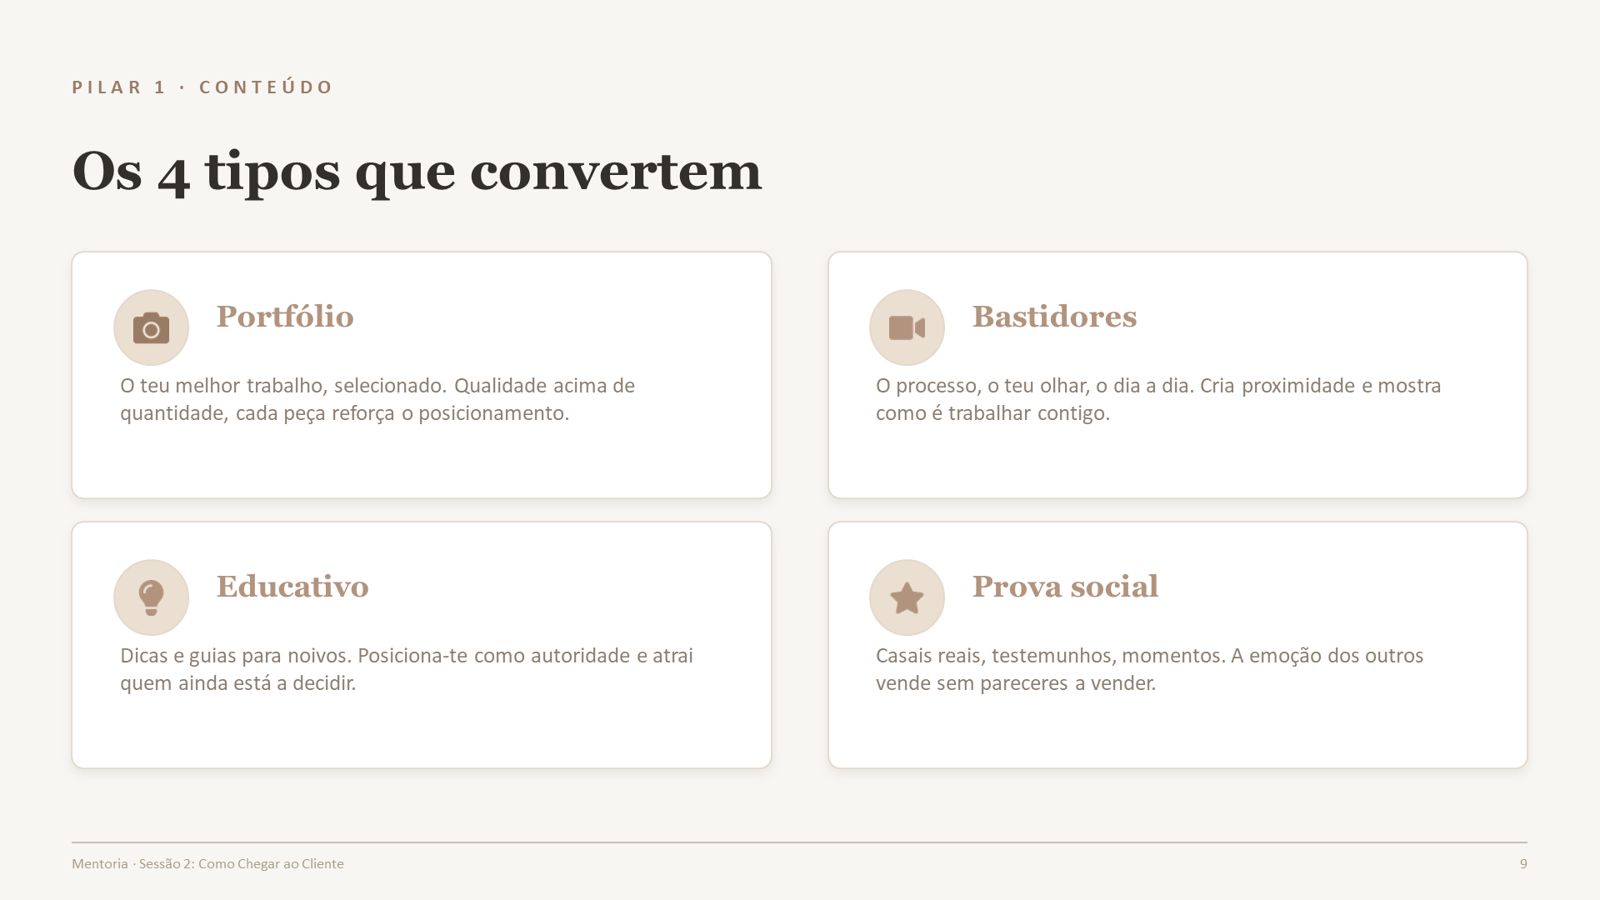 PILAR 1 · CONTEÚDO
Os 4 tipos que convertem
Portfólio
O teu melhor trabalho, selecionado. Qualidade acima de
quantidade, cada peça reforça o posicionamento.
Bastidores
O processo, o teu olhar, o dia a dia. Cria proximidade e mostra
como é trabalhar contigo.
Educativo
Dicas e guias para noivos. Posiciona-te como autoridade e atrai
quem ainda está a decidir.
Prova social
Casais reais, testemunhos, momentos. A emoção dos outros
vende sem pareceres a vender.
Mentoria · Sessão 2: Como Chegar ao Cliente
9